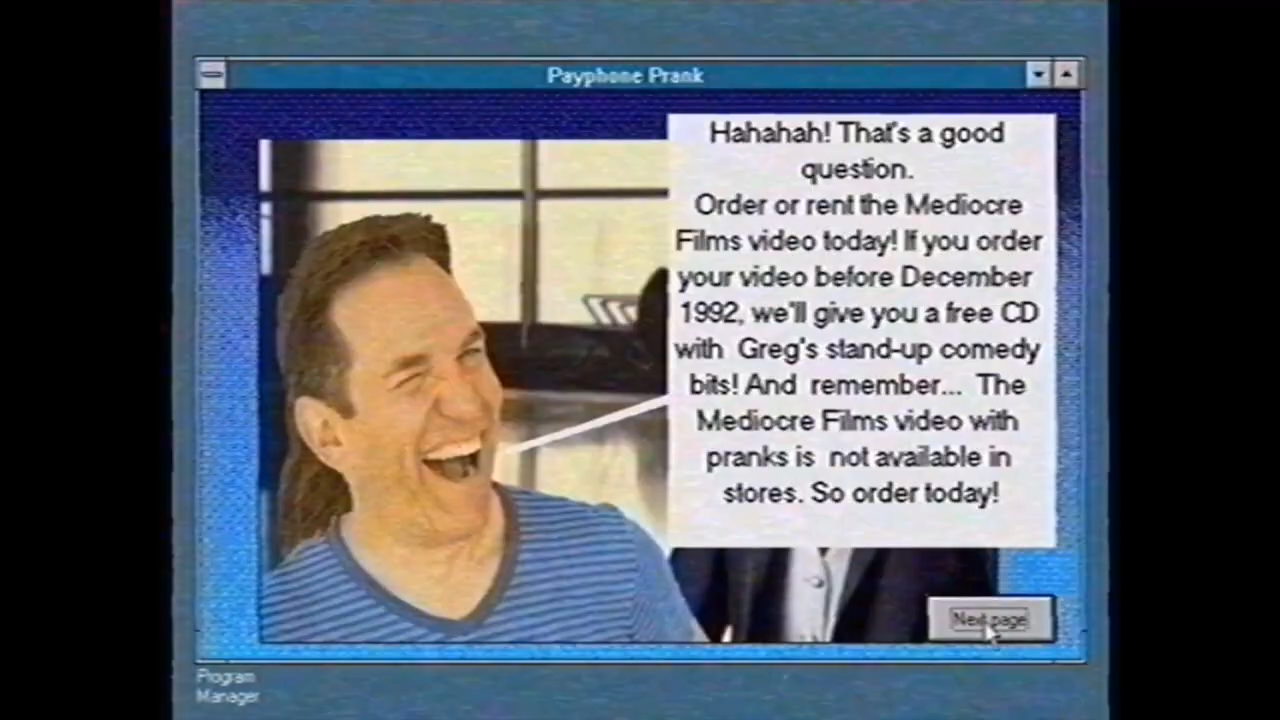 Payphone Prank
Hahahah! That's a good
question.
Order or rent the Mediocre
Films video today! If you order
your video before December
1992, we'll give you a free CD
with Greg's stand-up comedy
bits! And remember... The
Mediocre Films video with
pranks is not available in
stores. So order today!
Next page
Program
Manager